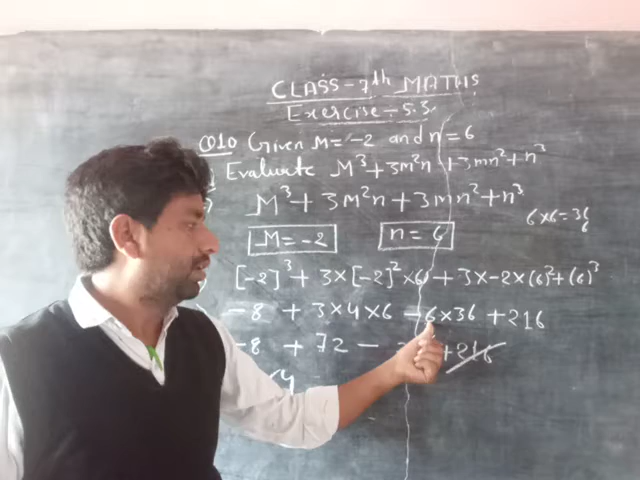 CLASS - 7th MATHS
Exercise - 5.3
Q10 Given M = -2 and n = 6
Evaluate M³ + 3m²n + 3mn² + n³
M³ + 3m²n + 3mn² + n³
6×6=36
M = -2 n = 6
[-2]³ + 3×[-2]²×6 + 3×-2×(6)²+(6)³
-8 + 3×4×6 - 6×36 + 216
-8 + 72 - +216